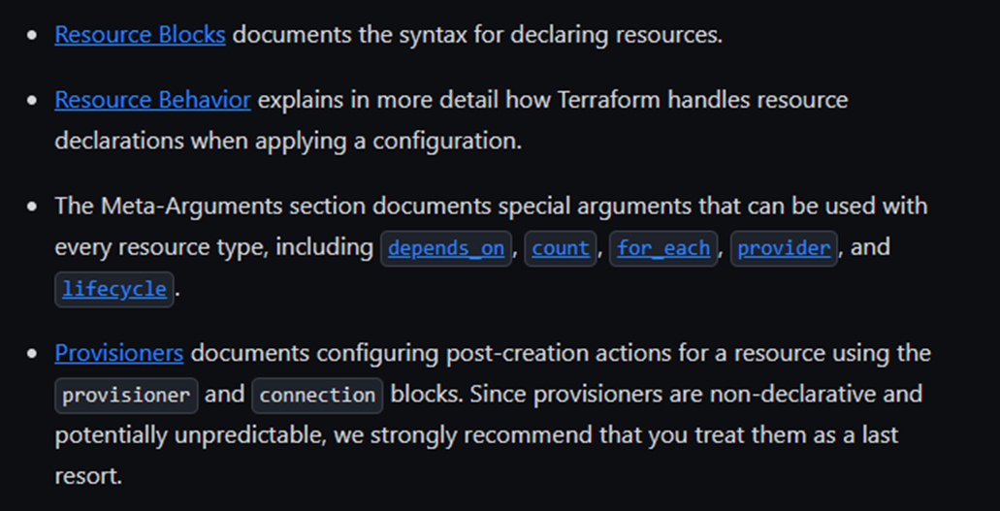 Resource Blocks documents the syntax for declaring resources.
Resource Behavior explains in more detail how Terraform handles resource
declarations when applying a configuration.
The Meta-Arguments section documents special arguments that can be used with
every resource type, including depends_on, count, for_each, provider, and
lifecycle.
Provisioners documents configuring post-creation actions for a resource using the
provisioner and connection blocks. Since provisioners are non-declarative and
potentially unpredictable, we strongly recommend that you treat them as a last
resort.